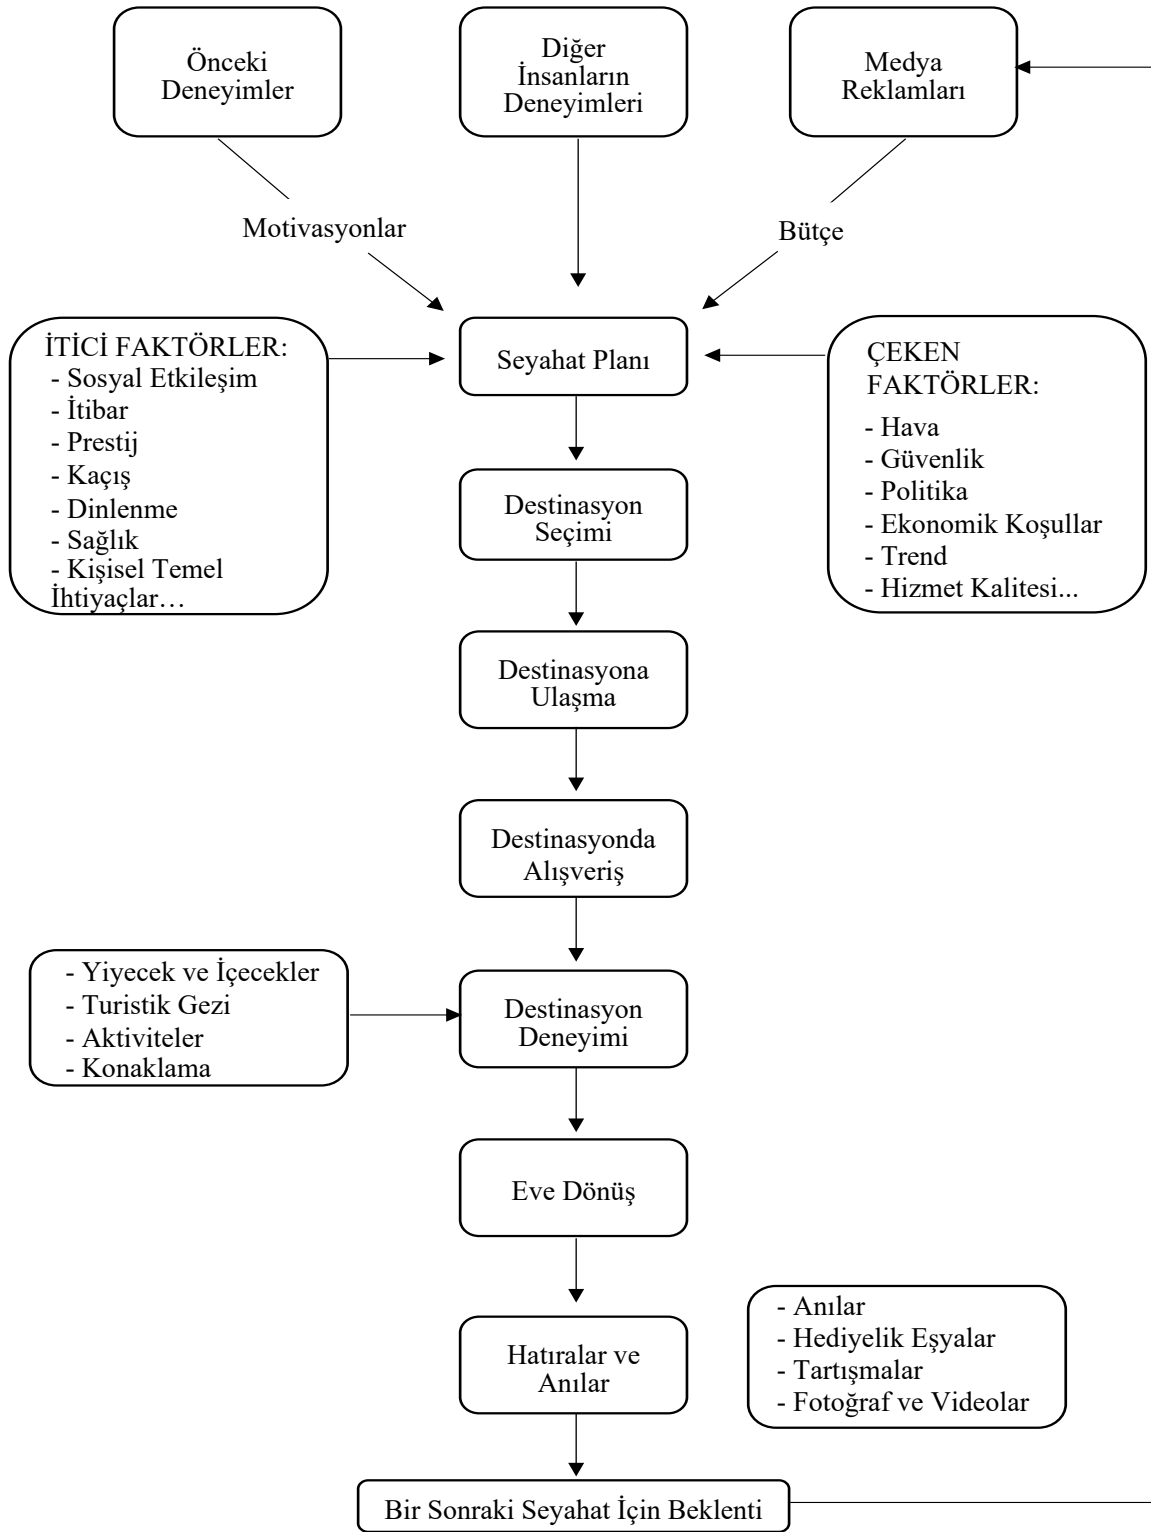 Önceki
Deneyimler
Diğer
İnsanların
Deneyimleri
Medya
Reklamları
Motivasyonlar
Bütçe
İTİCİ FAKTÖRLER:
- Sosyal Etkileşim
- İtibar
- Prestij
- Kaçış
- Dinlenme
- Sağlık
- Kişisel Temel
İhtiyaçlar…
Seyahat Planı
ÇEKEN
FAKTÖRLER:
- Hava
- Güvenlik
- Politika
- Ekonomik Koşullar
- Trend
- Hizmet Kalitesi...
Destinasyon
Seçimi
Destinasyona
Ulaşma
Destinasyonda
Alışveriş
- Yiyecek ve İçecekler
- Turistik Gezi
- Aktiviteler
- Konaklama
Destinasyon
Deneyimi
Eve Dönüş
Hatıralar ve
Anılar
- Anılar
- Hediyelik Eşyalar
- Tartışmalar
- Fotoğraf ve Videolar
Bir Sonraki Seyahat İçin Beklenti